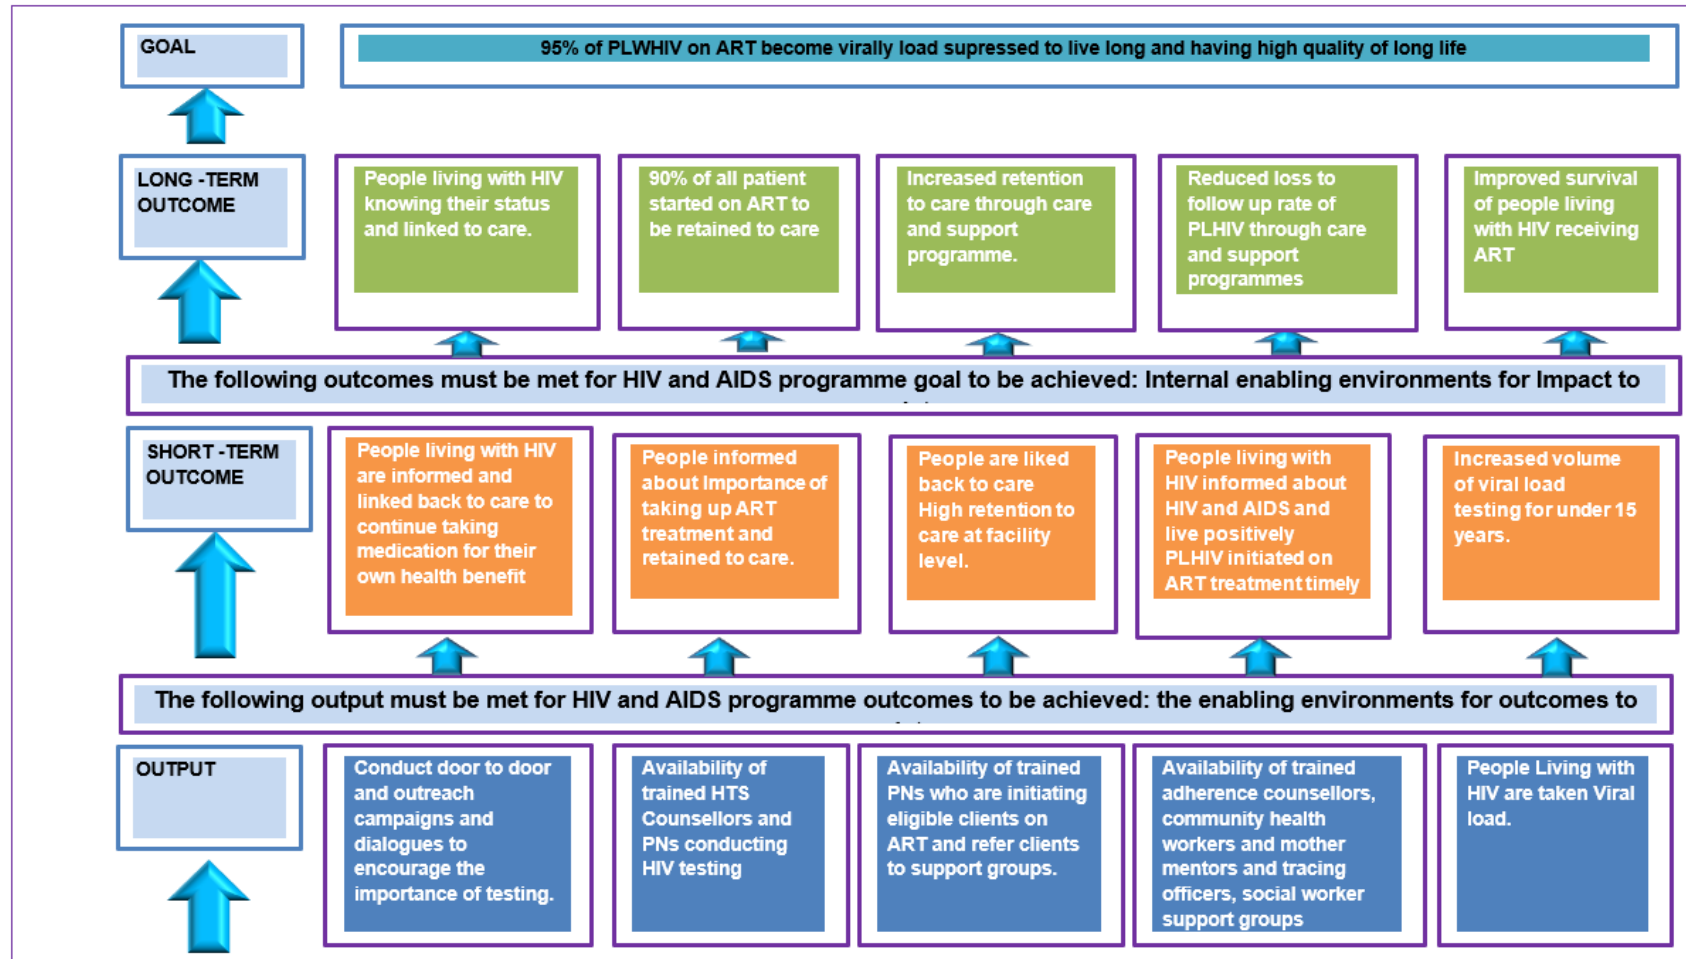 GOAL
95% of PLWHIV on ART become virally load supressed to live long and having high quality of long life
LONG -TERM
OUTCOME
People living with HIV
knowing their status
and linked to care.
90% of all patient
started on ART to
be retained to care
Increased retention
to care through care
and support
programme.
Reduced loss to
follow up rate of
PLHIV through care
and support
programmes
Improved survival
of people living
with HIV receiving
ART
The following outcomes must be met for HIV and AIDS programme goal to be achieved: Internal enabling environments for Impact to
SHORT -TERM
OUTCOME
People living with HIV
are informed and
linked back to care to
continue taking
medication for their
own health benefit
People informed
about Importance of
taking up ART
treatment and
retained to care.
People are liked
back to care
High retention to
care at facility
level.
People living with
HIV informed about
HIV and AIDS and
live positively
PLHIV initiated on
ART treatment timely
Increased volume
of viral load
testing for under 15
years.
The following output must be met for HIV and AIDS programme outcomes to be achieved: the enabling environments for outcomes to
OUTPUT
Conduct door to door
and outreach
campaigns and
dialogues to
encourage the
importance of testing.
Availability of
trained HTS
Counsellors and
PNs conducting
HIV testing
Availability of trained
PNs who are initiating
eligible clients on
ART and refer clients
to support groups.
Availability of trained
adherence counsellors,
community health
workers and mother
mentors and tracing
officers, social worker
support groups
People Living with
HIV are taken Viral
load.